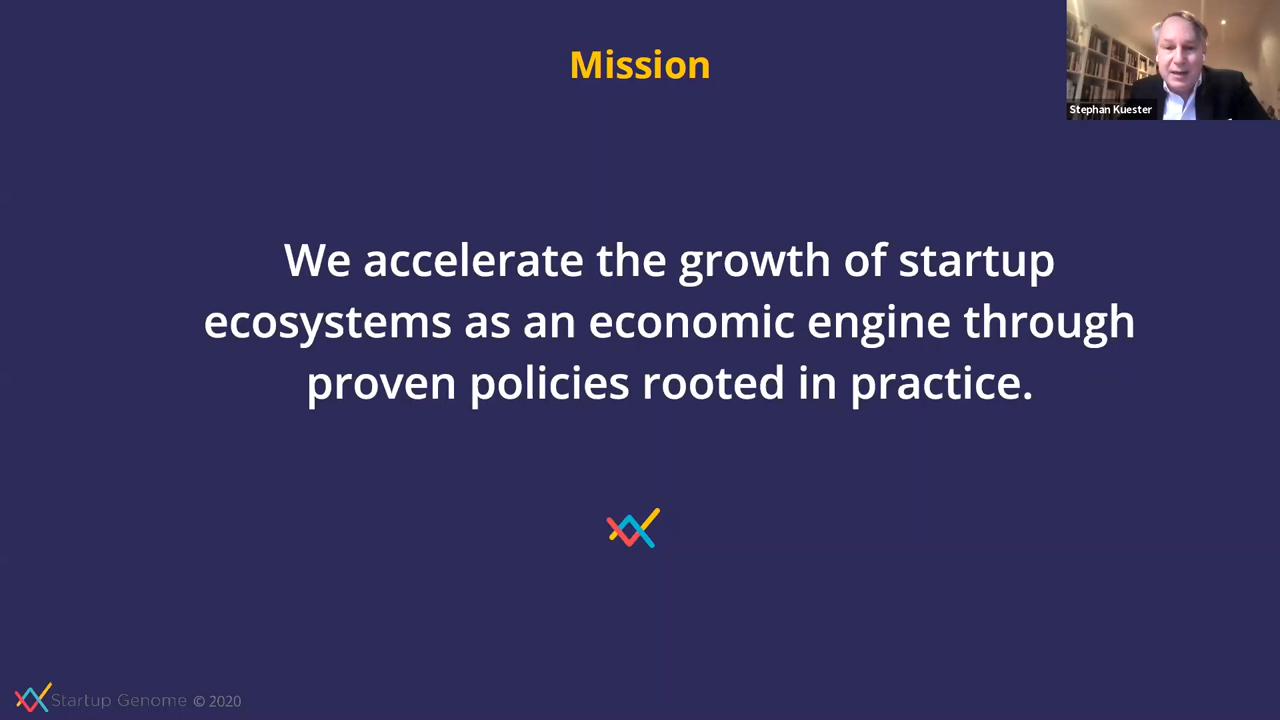 Mission
Stephan Kuester
We accelerate the growth of startup
ecosystems as an economic engine through
proven policies rooted in practice.
Startup Genome © 2020